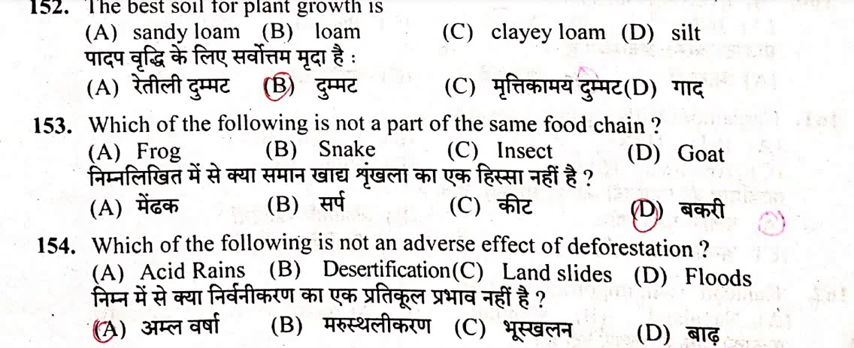 152. The best soil for plant growth is
(A) sandy loam (B) loam (C) clayey loam (D) silt
पादप वृद्धि के लिए सर्वोत्तम मृदा है :
(A) रेतीली दुम्मट (B) दुम्मट (C) मृत्तिकामय दुम्मट(D) गाद
153. Which of the following is not a part of the same food chain ?
(A) Frog (B) Snake (C) Insect (D) Goat
निम्नलिखित में से क्या समान खाद्य शृंखला का एक हिस्सा नहीं है ?
(A) मेंढक (B) सर्प (C) कीट (D) बकरी
154. Which of the following is not an adverse effect of deforestation ?
(A) Acid Rains (B) Desertification(C) Land slides (D) Floods
निम्न में से क्या निर्वनीकरण का एक प्रतिकूल प्रभाव नहीं है ?
(A) अम्ल वर्षा (B) मरुस्थलीकरण (C) भूस्खलन (D) बाढ़